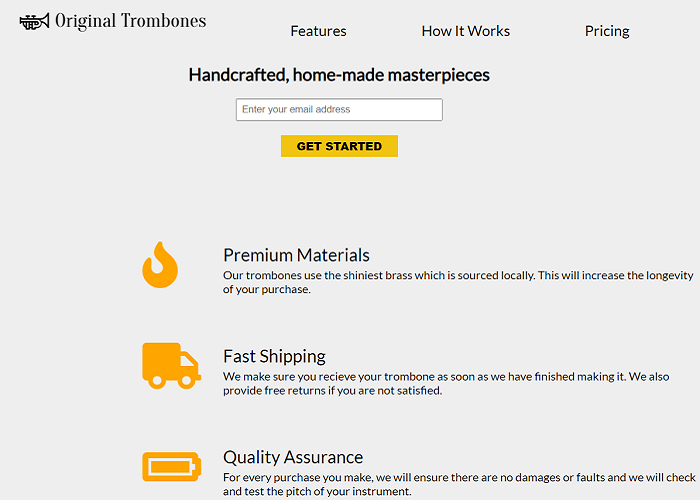 Original Trombones
Features
How It Works
Pricing
Handcrafted, home-made masterpieces
Enter your email address
GET STARTED
Premium Materials
Our trombones use the shiniest brass which is sourced locally. This will increase the longevity
of your purchase.
Fast Shipping
We make sure you recieve your trombone as soon as we have finished making it. We also
provide free returns if you are not satisfied.
Quality Assurance
For every purchase you make, we will ensure there are no damages or faults and we will check
and test the pitch of your instrument.